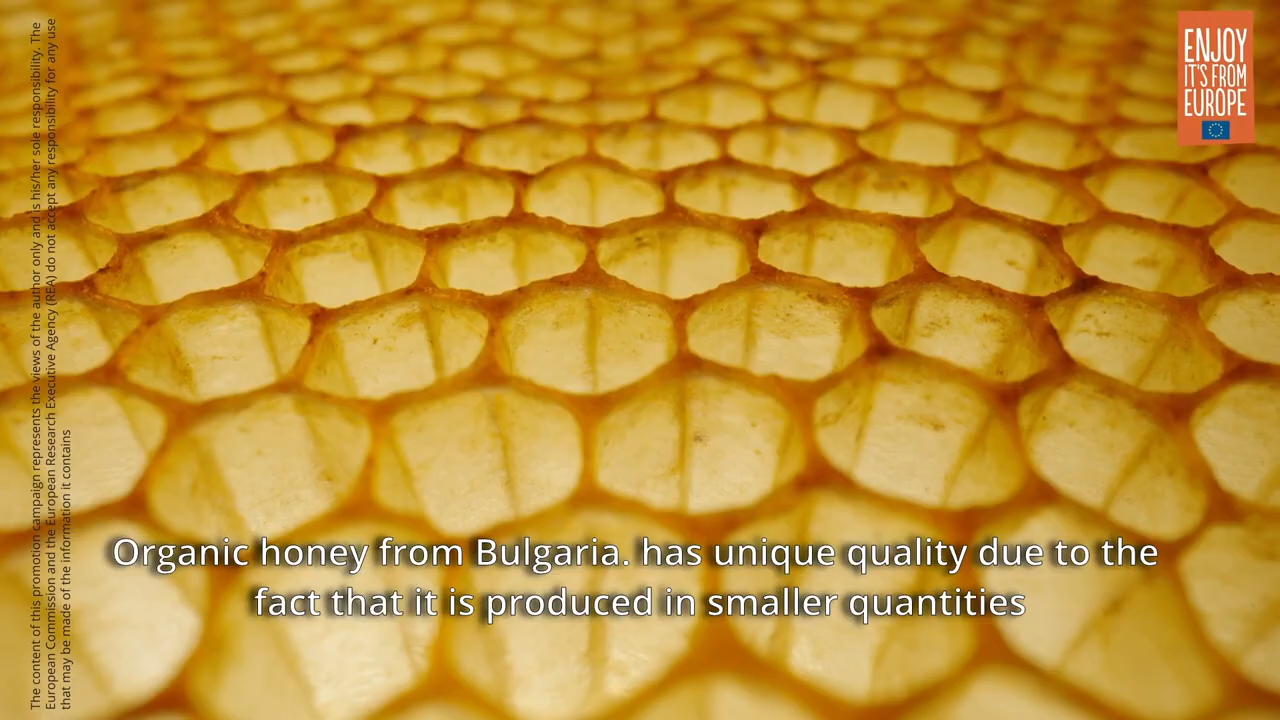 The content of this promotion campaign represents the views of the author only and is his/her sole responsibility. The
European Commission and the European Research Executive Agency (REA) do not accept any responsibility for any use
that may be made of the information it contains
ENJOY
IT'S FROM
EUROPE
Organic honey from Bulgaria. has unique quality due to the
fact that it is produced in smaller quantities